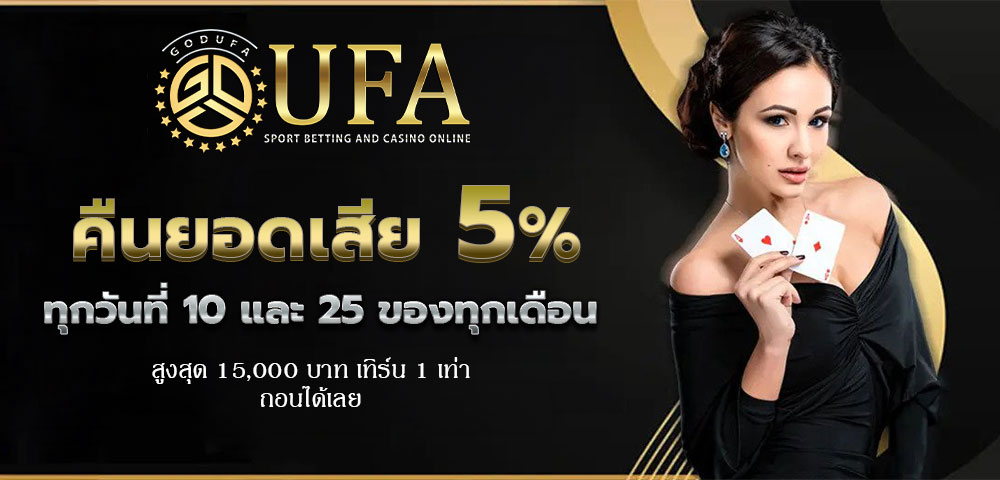 GODUFA
UFA
SPORT BETTING AND CASINO ONLINE
คืนยอดเสีย 5%
ทุกวันที่ 10 และ 25 ของทุกเดือน
สูงสุด 15,000 บาท เทิร์น 1 เท่า
ถอนได้เลย